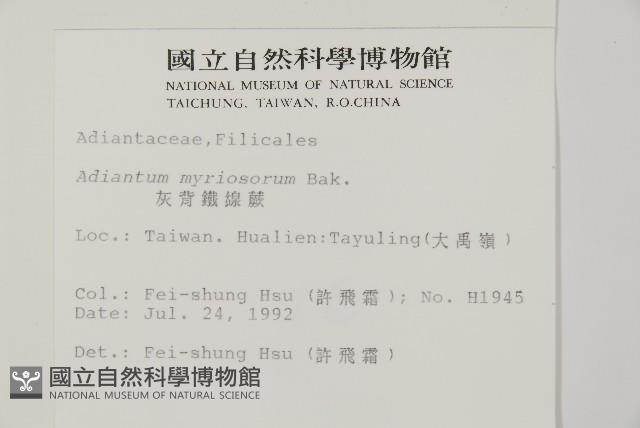 國立自然科學博物館
NATIONAL MUSEUM OF NATURAL SCIENCE
TAICHUNG, TAIWAN, R.O.CHINA
Adiantaceae,Filicales
Adiantum myriosorum Bak.
灰背鐵線蕨
Loc.: Taiwan. Hualien:Tayuling(大禹嶺)
Col.: Fei-shung Hsu (許飛霜); No. H1945
Date: Jul. 24, 1992
Det.: Fei-shung Hsu (許飛霜)
國立自然科學博物館
NATIONAL MUSEUM OF NATURAL SCIENCE